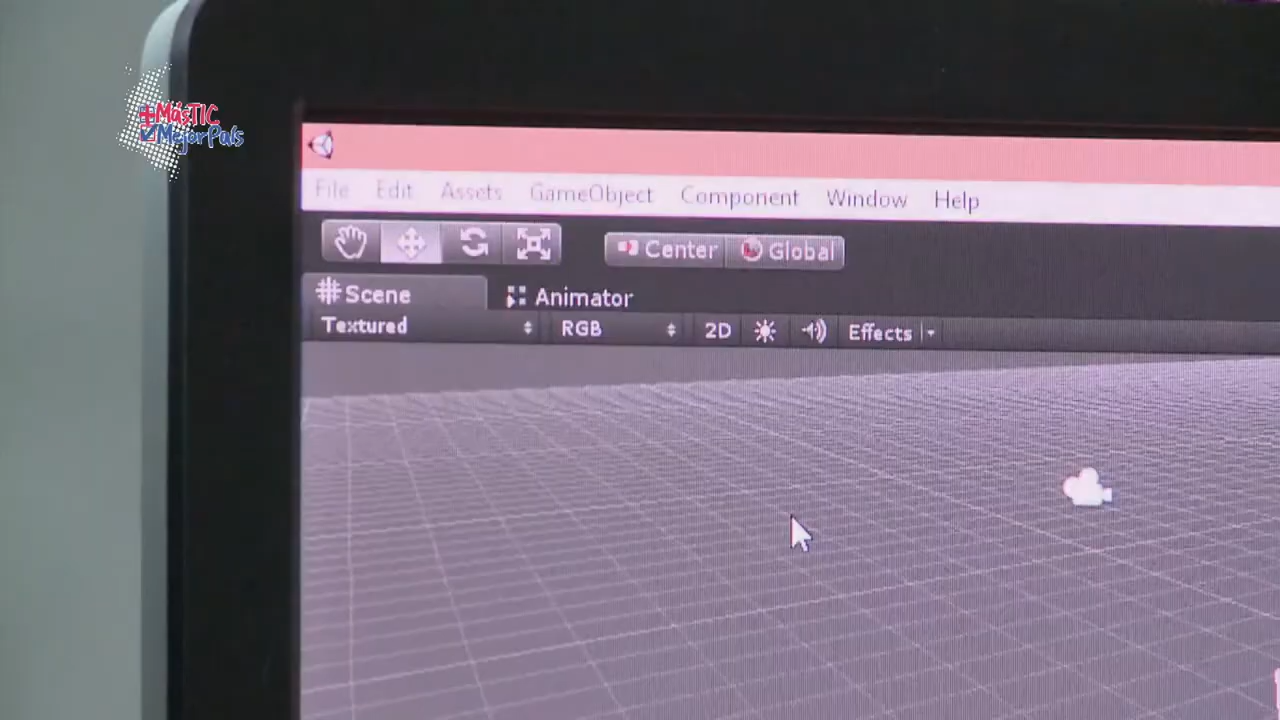 +MásTIC
MejorPaís
File Edit Assets GameObject Component Window Help
Center Global
Scene Animator
Textured RGB 2D Effects